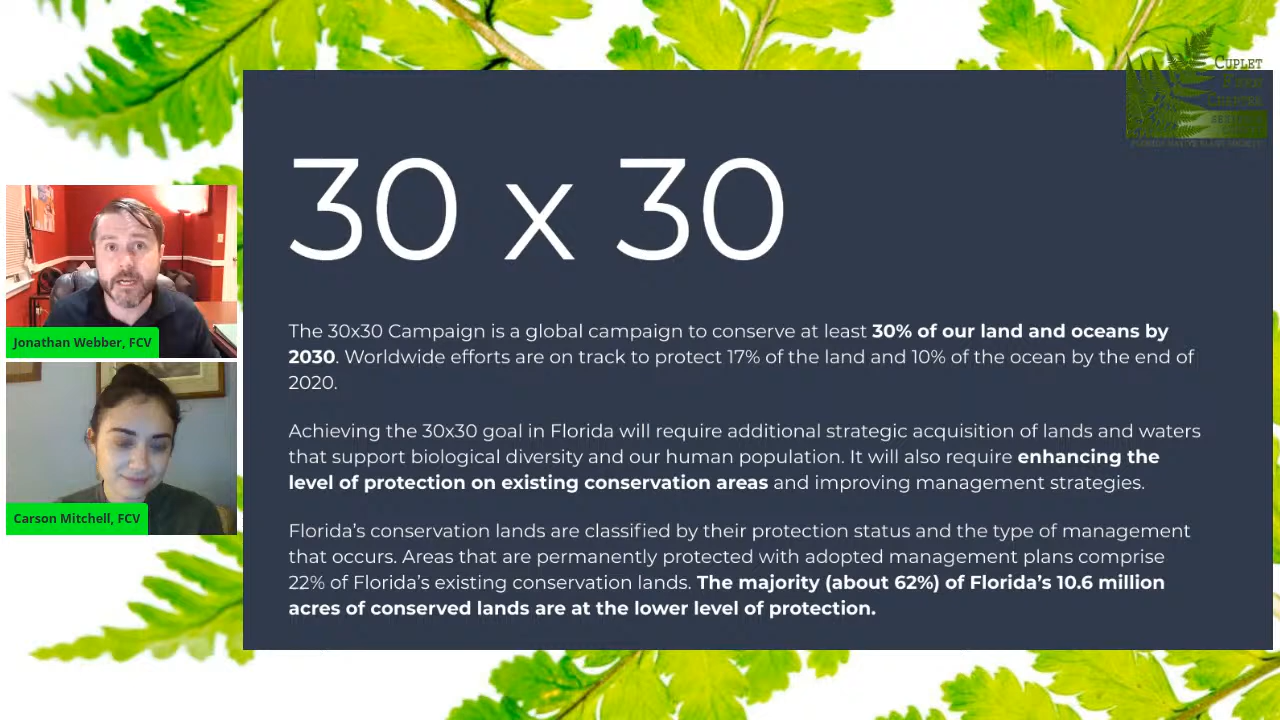 CUPLET
FERN
CHAPTER
FLORIDA NATIVE PLANT SOCIETY
30 x 30
The 30x30 Campaign is a global campaign to conserve at least 30% of our land and oceans by
2030. Worldwide efforts are on track to protect 17% of the land and 10% of the ocean by the end of
2020.
Achieving the 30x30 goal in Florida will require additional strategic acquisition of lands and waters
that support biological diversity and our human population. It will also require enhancing the
level of protection on existing conservation areas and improving management strategies.
Florida's conservation lands are classified by their protection status and the type of management
that occurs. Areas that are permanently protected with adopted management plans comprise
22% of Florida's existing conservation lands. The majority (about 62%) of Florida's 10.6 million
acres of conserved lands are at the lower level of protection.
Jonathan Webber, FCV
Carson Mitchell, FCV